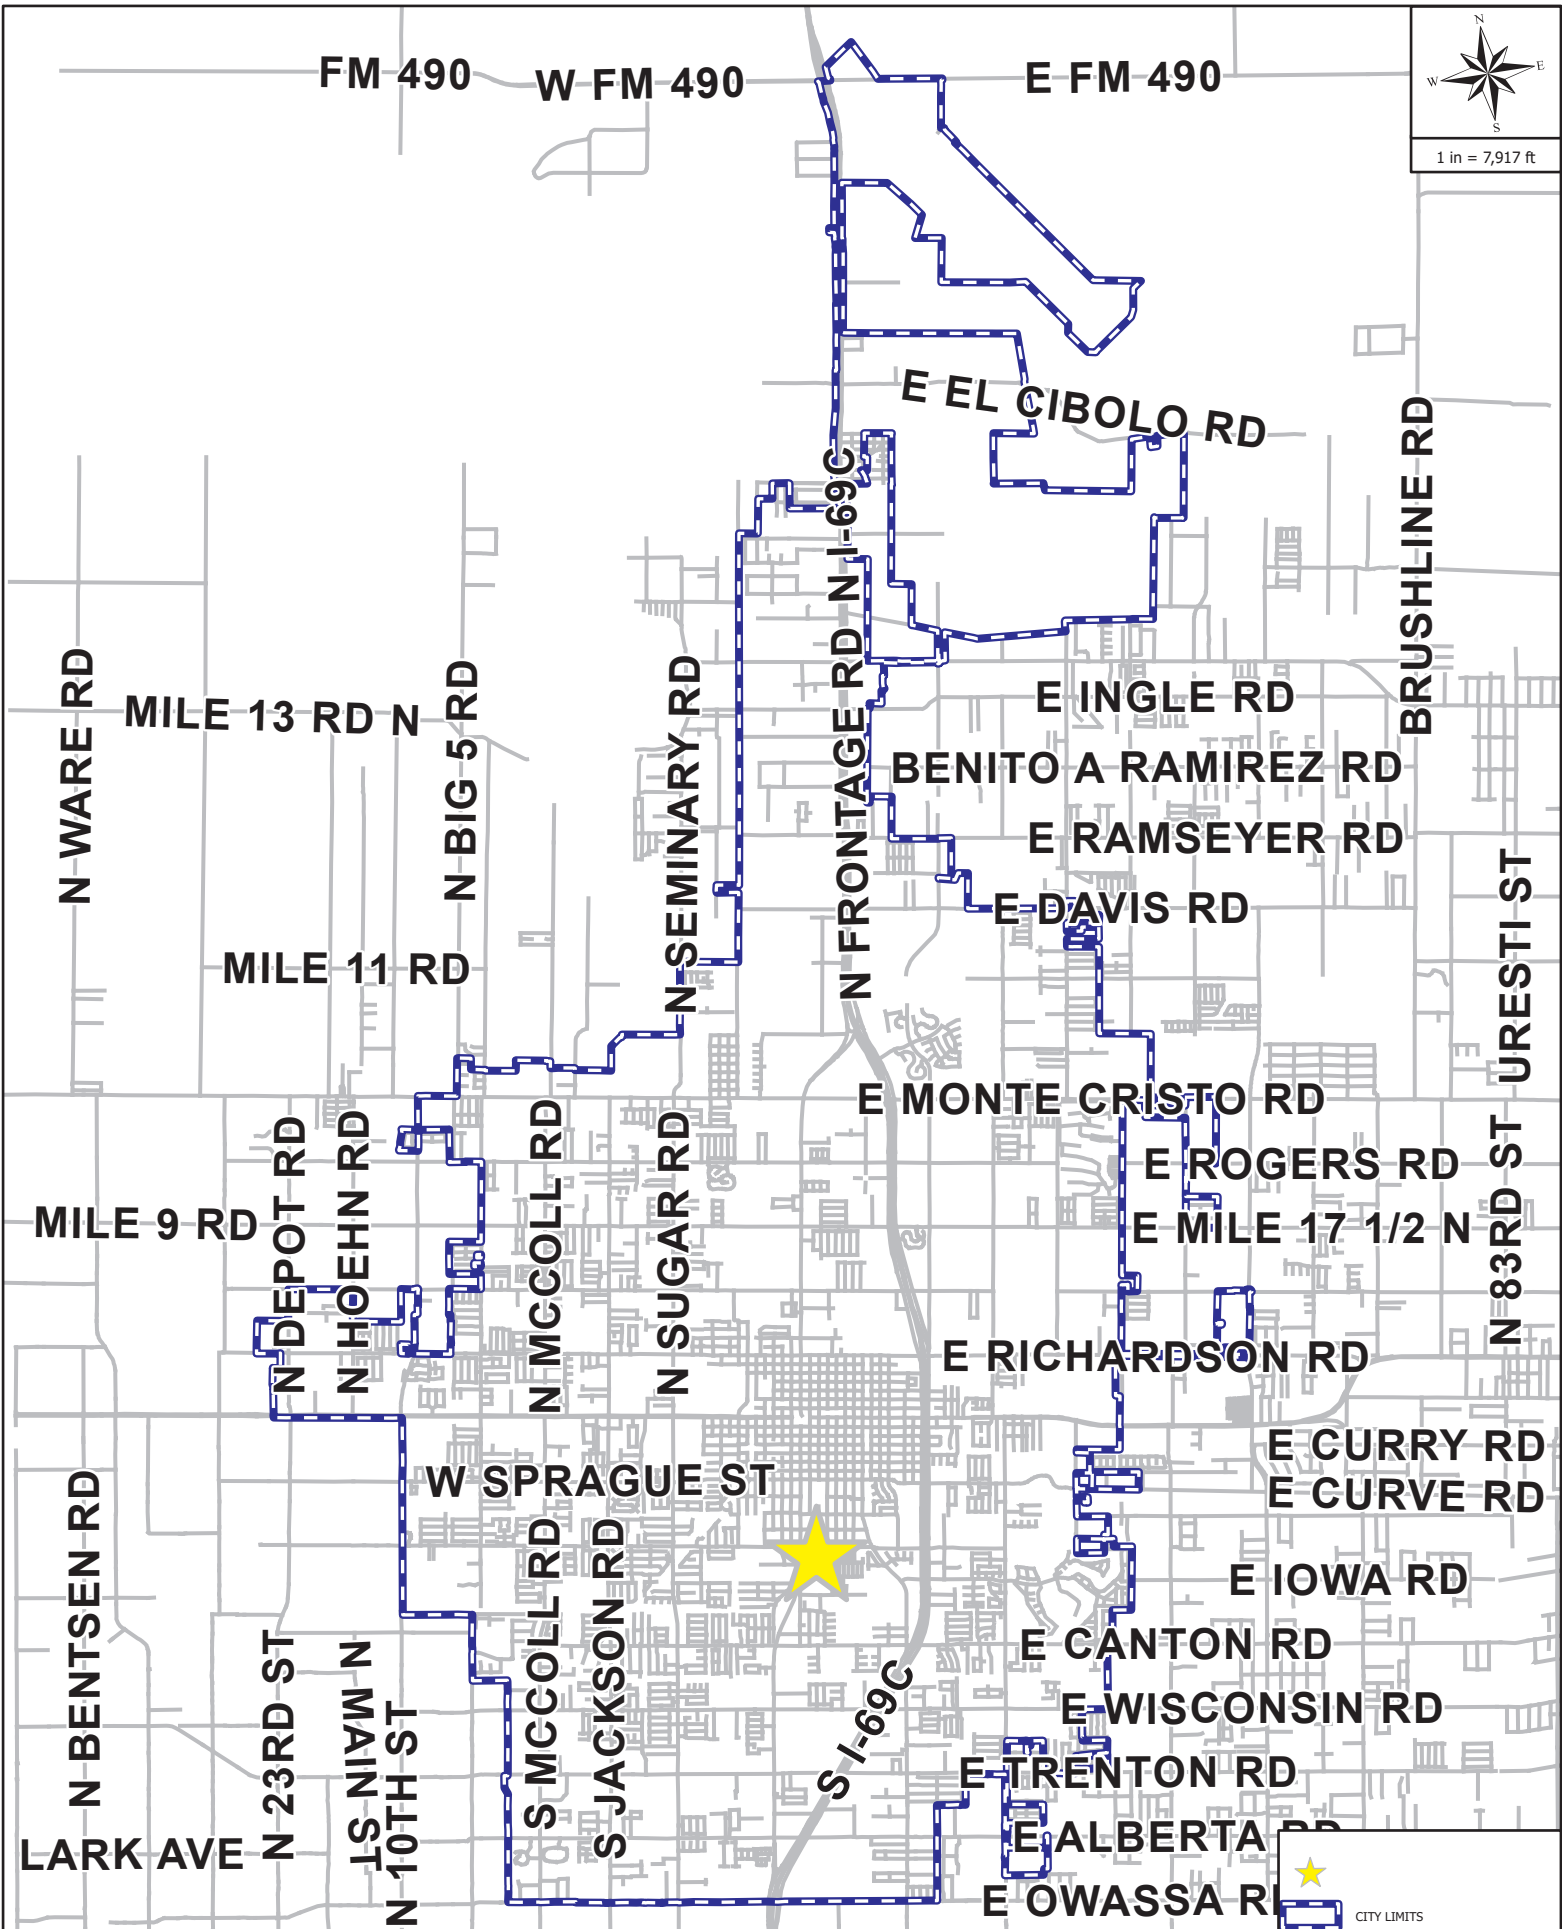 FM 490
W FM 490
E FM 490
N
E
W
S
1 in = 7,917 ft
E EL CIBOLO RD
N I-69C
BRUSHLINE RD
N WARE RD
MILE 13 RD N
N BIG 5 RD
N SEMINARY RD
N FRONTAGE RD
E INGLE RD
BENITO A RAMIREZ RD
E RAMSEYER RD
E DAVIS RD
URESTI ST
MILE 11 RD
E MONTE CRISTO RD
N DEPOT RD
N HOEHN RD
N MCCOLL RD
N SUGAR RD
E ROGERS RD
N 83RD ST
MILE 9 RD
E MILE 17 1/2 N
E RICHARDSON RD
E CURRY RD
W SPRAGUE ST
E CURVE RD
N BENTSEN RD
S MCCOLL RD
S JACKSON RD
E IOWA RD
N 23RD ST
N MAIN ST
N 10TH ST
E CANTON RD
S I-69C
E WISCONSIN RD
E TRENTON RD
LARK AVE
E ALBERTA RD
E OWASSA R
CITY LIMITS